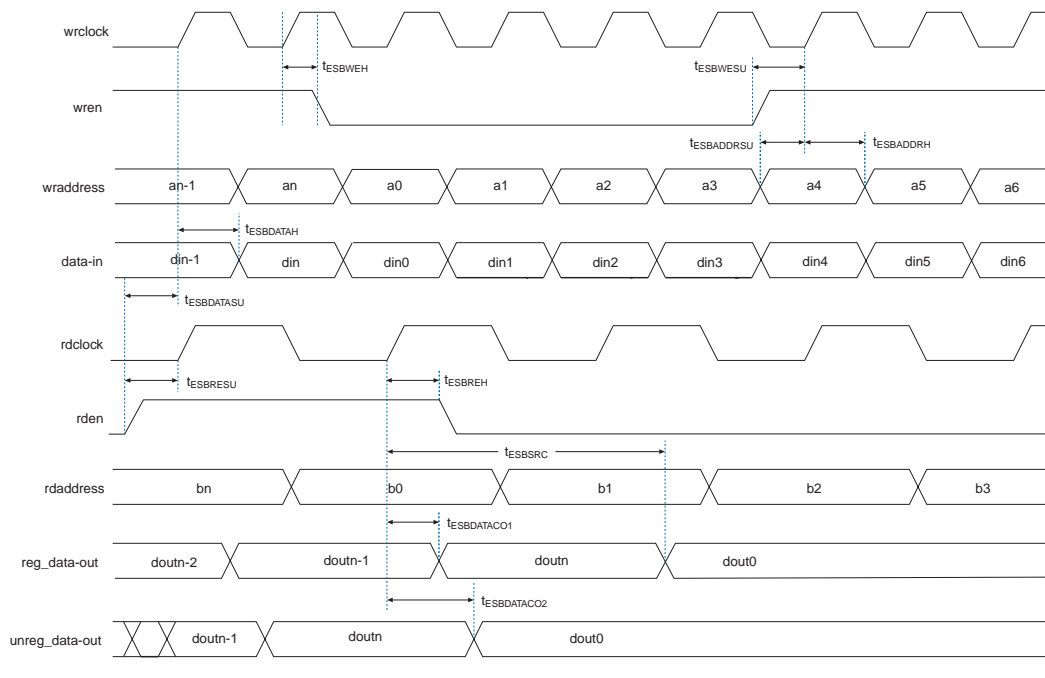 wrclock
tESBWEH
tESBWESU
wren
tESBADDRSU
tESBADDRH
wraddress an-1 an a0 a1 a2 a3 a4 a5 a6
tESBDATAH
data-in din-1 din din0 din1 din2 din3 din4 din5 din6
tESBDATASU
rdclock
tESBRESU
tESBREH
rden
tESBSRC
rdaddress bn b0 b1 b2 b3
tESBDATACO1
reg_data-out doutn-2 doutn-1 doutn dout0
tESBDATACO2
unreg_data-out doutn-1 doutn dout0